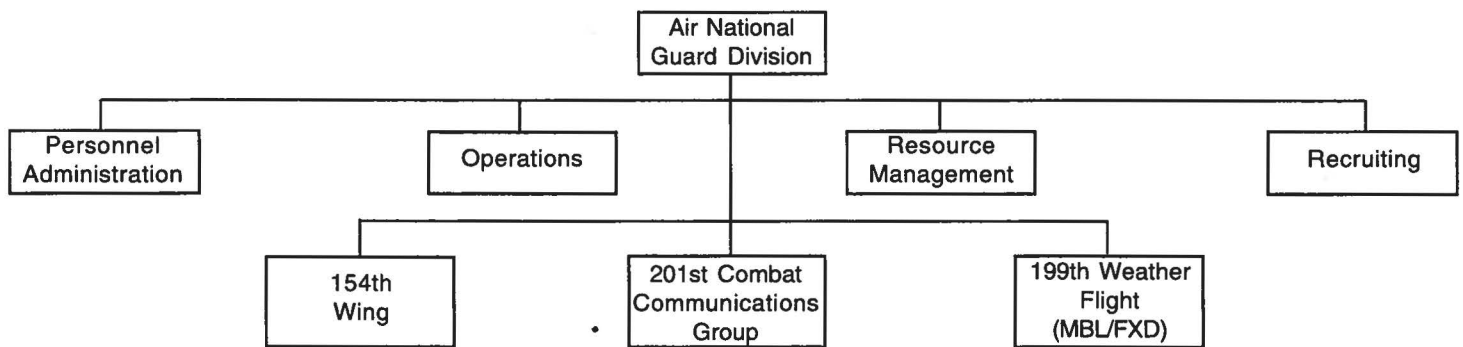 Air National
Guard Division
Personnel
Administration
Operations
Resource
Management
Recruiting
154th
Wing
201st Combat
Communications
Group
199th Weather
Flight
(MBL/FXD)